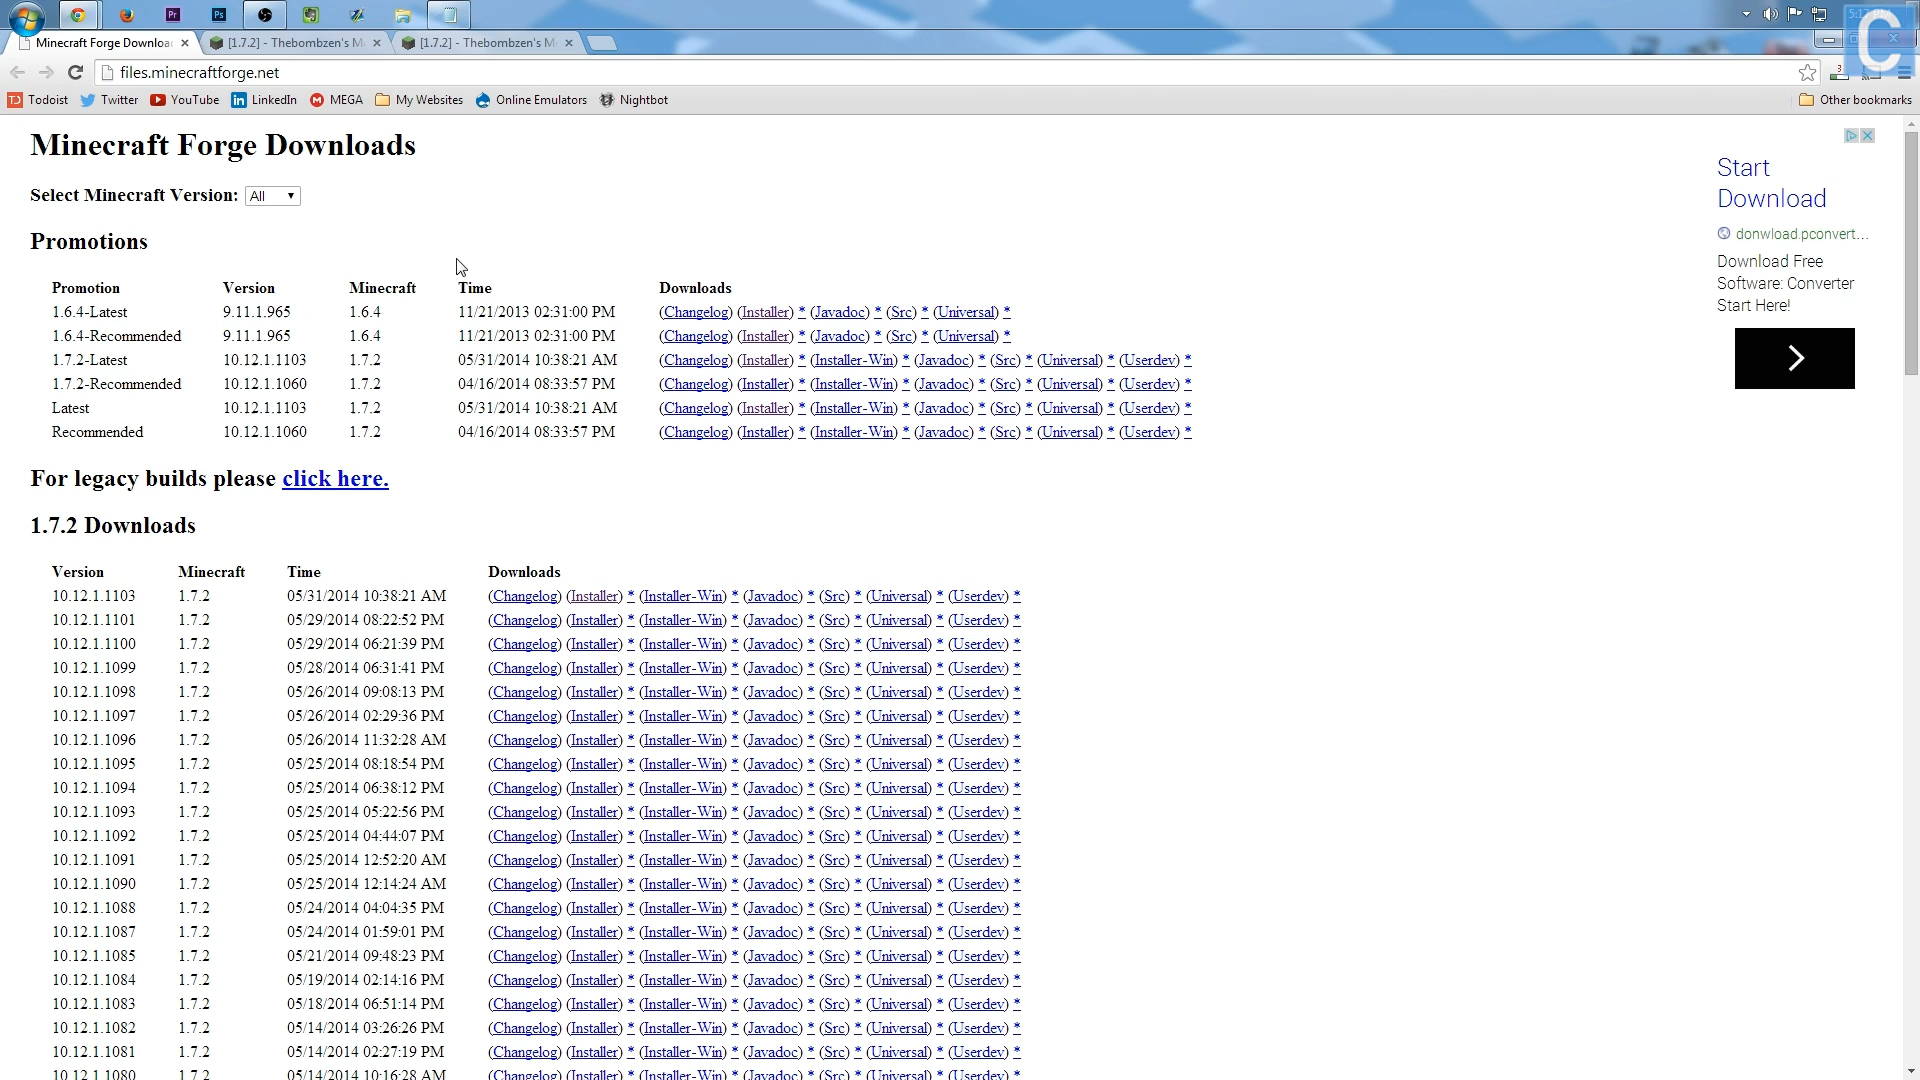 Minecraft Forge Downloa
[1.7.2] - Thebombzen's M
[1.7.2] - Thebombzen's M
files.minecraftforge.net
Todoist Twitter YouTube LinkedIn MEGA My Websites Online Emulators Nightbot Other bookmarks
Minecraft Forge Downloads
Select Minecraft Version: All
Promotions
Promotion Version Minecraft Time Downloads
1.6.4-Latest 9.11.1.965 1.6.4 11/21/2013 02:31:00 PM (Changelog) (Installer) * (Javadoc) * (Src) * (Universal) *
1.6.4-Recommended 9.11.1.965 1.6.4 11/21/2013 02:31:00 PM (Changelog) (Installer) * (Javadoc) * (Src) * (Universal) *
1.7.2-Latest 10.12.1.1103 1.7.2 05/31/2014 10:38:21 AM (Changelog) (Installer) * (Installer-Win) * (Javadoc) * (Src) * (Universal) * (Userdev) *
1.7.2-Recommended 10.12.1.1060 1.7.2 04/16/2014 08:33:57 PM (Changelog) (Installer) * (Installer-Win) * (Javadoc) * (Src) * (Universal) * (Userdev) *
Latest 10.12.1.1103 1.7.2 05/31/2014 10:38:21 AM (Changelog) (Installer) * (Installer-Win) * (Javadoc) * (Src) * (Universal) * (Userdev) *
Recommended 10.12.1.1060 1.7.2 04/16/2014 08:33:57 PM (Changelog) (Installer) * (Installer-Win) * (Javadoc) * (Src) * (Universal) * (Userdev) *
For legacy builds please click here.
1.7.2 Downloads
Version Minecraft Time Downloads
10.12.1.1103 1.7.2 05/31/2014 10:38:21 AM (Changelog) (Installer) * (Installer-Win) * (Javadoc) * (Src) * (Universal) * (Userdev) *
10.12.1.1101 1.7.2 05/29/2014 08:22:52 PM (Changelog) (Installer) * (Installer-Win) * (Javadoc) * (Src) * (Universal) * (Userdev) *
10.12.1.1100 1.7.2 05/29/2014 06:21:39 PM (Changelog) (Installer) * (Installer-Win) * (Javadoc) * (Src) * (Universal) * (Userdev) *
10.12.1.1099 1.7.2 05/28/2014 06:31:41 PM (Changelog) (Installer) * (Installer-Win) * (Javadoc) * (Src) * (Universal) * (Userdev) *
10.12.1.1098 1.7.2 05/26/2014 09:08:13 PM (Changelog) (Installer) * (Installer-Win) * (Javadoc) * (Src) * (Universal) * (Userdev) *
10.12.1.1097 1.7.2 05/26/2014 02:29:36 PM (Changelog) (Installer) * (Installer-Win) * (Javadoc) * (Src) * (Universal) * (Userdev) *
10.12.1.1096 1.7.2 05/26/2014 11:32:28 AM (Changelog) (Installer) * (Installer-Win) * (Javadoc) * (Src) * (Universal) * (Userdev) *
10.12.1.1095 1.7.2 05/25/2014 08:18:54 PM (Changelog) (Installer) * (Installer-Win) * (Javadoc) * (Src) * (Universal) * (Userdev) *
10.12.1.1094 1.7.2 05/25/2014 06:38:12 PM (Changelog) (Installer) * (Installer-Win) * (Javadoc) * (Src) * (Universal) * (Userdev) *
10.12.1.1093 1.7.2 05/25/2014 05:22:56 PM (Changelog) (Installer) * (Installer-Win) * (Javadoc) * (Src) * (Universal) * (Userdev) *
10.12.1.1092 1.7.2 05/25/2014 04:44:07 PM (Changelog) (Installer) * (Installer-Win) * (Javadoc) * (Src) * (Universal) * (Userdev) *
10.12.1.1091 1.7.2 05/25/2014 12:52:20 AM (Changelog) (Installer) * (Installer-Win) * (Javadoc) * (Src) * (Universal) * (Userdev) *
10.12.1.1090 1.7.2 05/25/2014 12:14:24 AM (Changelog) (Installer) * (Installer-Win) * (Javadoc) * (Src) * (Universal) * (Userdev) *
10.12.1.1088 1.7.2 05/24/2014 04:04:35 PM (Changelog) (Installer) * (Installer-Win) * (Javadoc) * (Src) * (Universal) * (Userdev) *
10.12.1.1087 1.7.2 05/24/2014 01:59:01 PM (Changelog) (Installer) * (Installer-Win) * (Javadoc) * (Src) * (Universal) * (Userdev) *
10.12.1.1085 1.7.2 05/21/2014 09:48:23 PM (Changelog) (Installer) * (Installer-Win) * (Javadoc) * (Src) * (Universal) * (Userdev) *
10.12.1.1084 1.7.2 05/19/2014 02:14:16 PM (Changelog) (Installer) * (Installer-Win) * (Javadoc) * (Src) * (Universal) * (Userdev) *
10.12.1.1083 1.7.2 05/18/2014 06:51:14 PM (Changelog) (Installer) * (Installer-Win) * (Javadoc) * (Src) * (Universal) * (Userdev) *
10.12.1.1082 1.7.2 05/14/2014 03:26:26 PM (Changelog) (Installer) * (Installer-Win) * (Javadoc) * (Src) * (Universal) * (Userdev) *
10.12.1.1081 1.7.2 05/14/2014 02:27:19 PM (Changelog) (Installer) * (Installer-Win) * (Javadoc) * (Src) * (Universal) * (Userdev) *
10.12.1.1080 1.7.2 05/14/2014 10:16:28 AM (Changelog) (Installer) * (Installer-Win) * (Javadoc) * (Src) * (Universal) * (Userdev) *
Start
Download
donwload.pconvert...
Download Free
Software: Converter
Start Here!